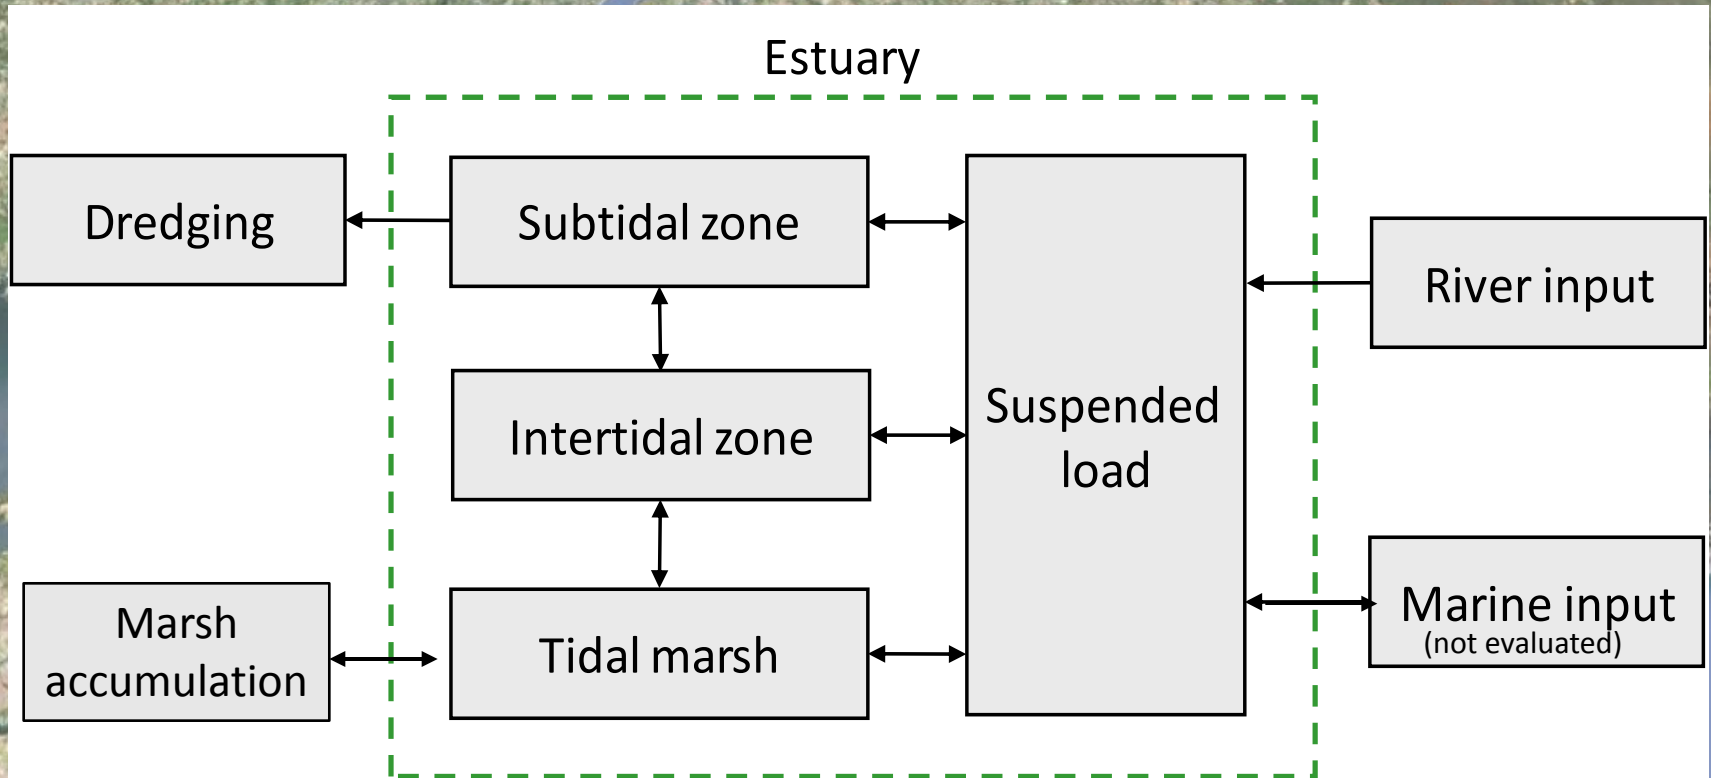 Estuary
Dredging
Subtidal zone
River input
Intertidal zone
Suspended
load
Marsh
accumulation
Tidal marsh
Marine input
(not evaluated)